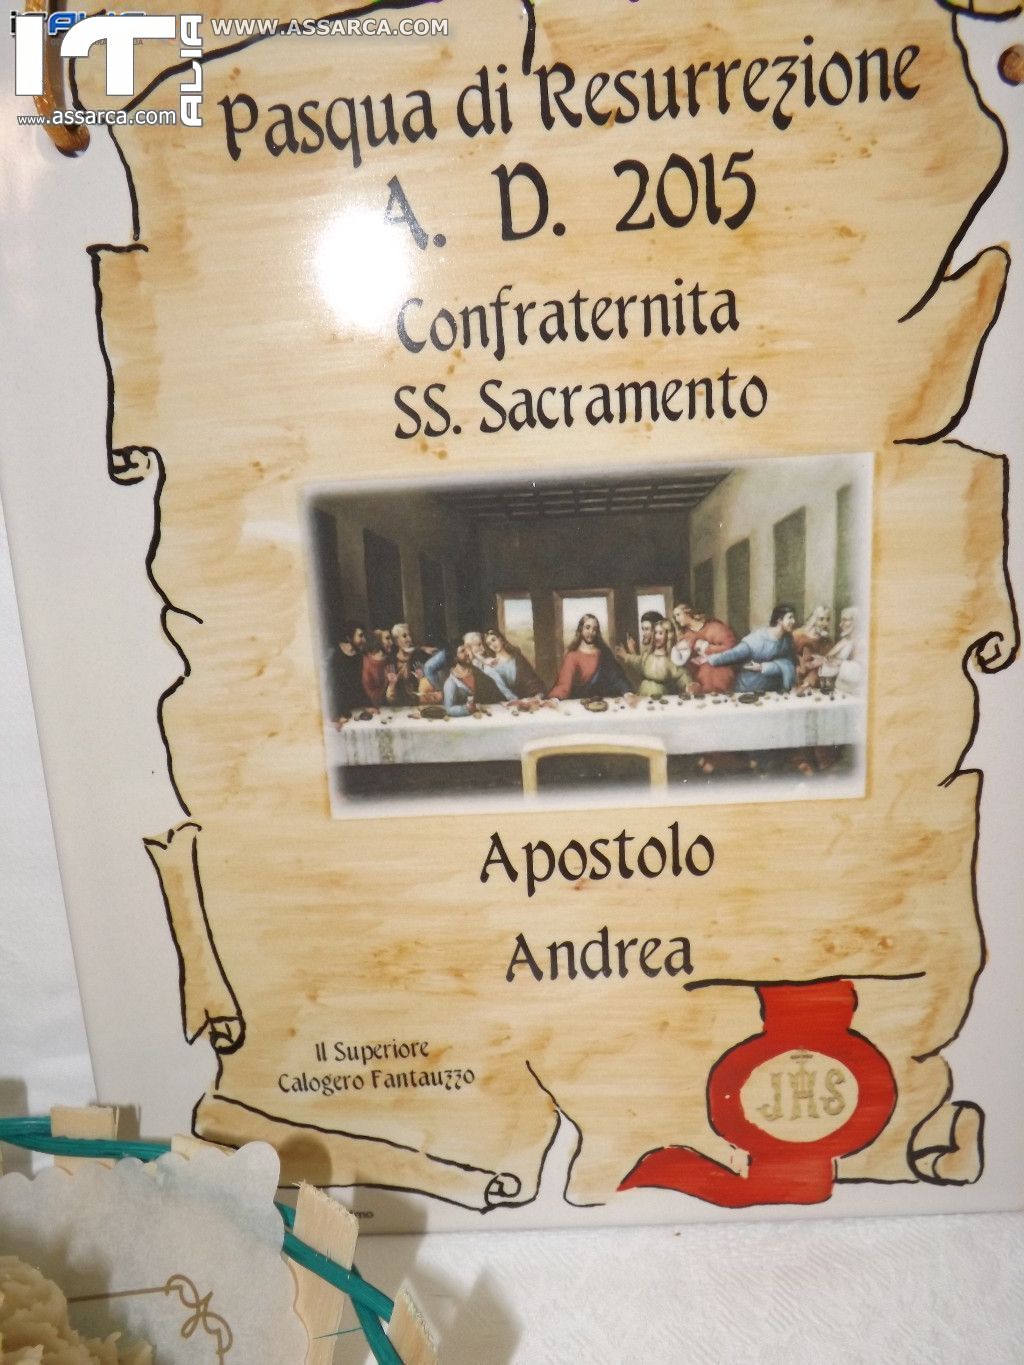 ITALIA
www.assarca.com
www.ASSARCA.COM
Pasqua di Resurrezione
A. D. 2015
Confraternita
SS. Sacramento
Apostolo
Andrea
Il Superiore
Calogero Fantauzzo
JHS